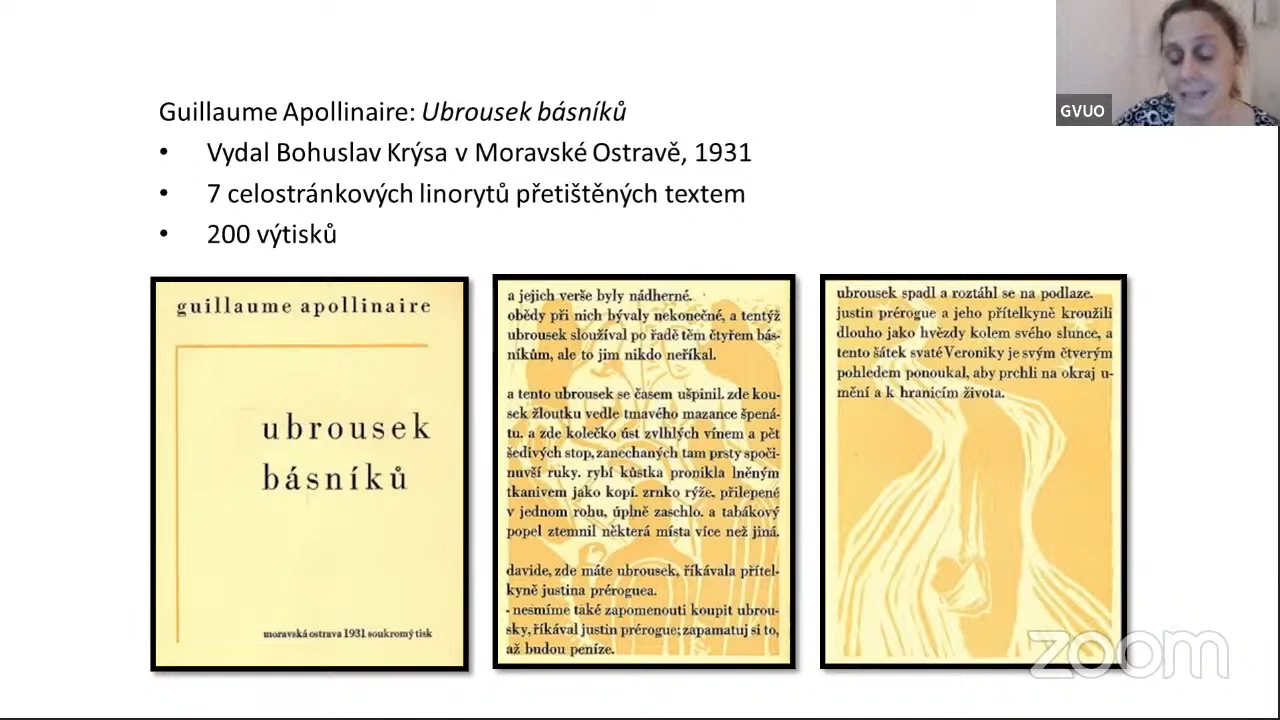 Guillaume Apollinaire: Ubrousek básníků
• Vydal Bohuslav Krýsa v Moravské Ostravě, 1931
• 7 celostránkových linorytů přetištěných textem
• 200 výtisků
GVUO
guillaume apollinaire
ubrousek
básníků
moravská ostrava 1931 soukromý tisk
a jejich verše byly nádherné.
obědy při nich bývaly nekonečné, a tentýž
ubrousek sloužíval po řadě těm čtyřem bás-
níkům, ale to jim nikdo neříkal.
a tento ubrousek se časem ušpinil. zde kou-
sek žloutku vedle tmavého mazance špená-
tu. a zde kolečko úst zvlhlých vínem a pět
šedivých stop, zanechaných tam prsty spoči-
nuvší ruky. rybí kůstka pronikla lněným
tkanivem jako kopí. zrnko rýže, přilepené
v jednom rohu, úplně zaschlo. a tabákový
popel ztemnil některá místa více než jiná.
davide, zde máte ubrousek, říkávala přítel-
kyně justina préroguea.
- nesmíme také zapomenouti koupit ubrou-
sky, říkával justin prérogue; zapamatuj si to,
až budou peníze.
ubrousek spadl a roztáhl se na podlaze.
justin prérogue a jeho přítelkyně kroužili
dlouho jako hvězdy kolem svého slunce, a
tento šátek svaté Veroniky je svým čtverým
pohledem ponoukal, aby prchli na okraj u-
mění a k hranicím života.
zoom